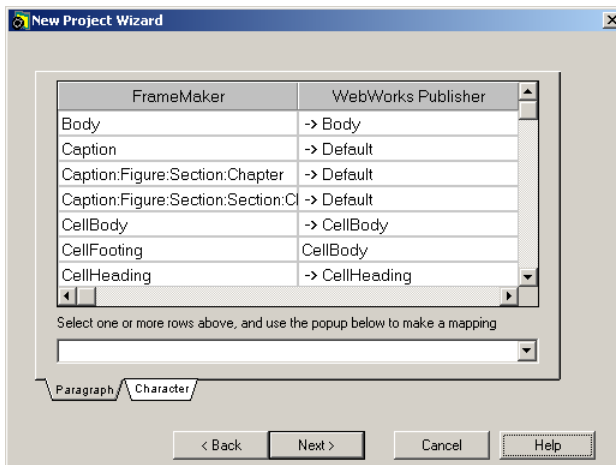 New Project Wizard
FrameMaker WebWorks Publisher
Body -> Body
Caption -> Default
Caption:Figure:Section:Chapter -> Default
Caption:Figure:Section:Section:Cl -> Default
CellBody -> CellBody
CellFooting CellBody
CellHeading -> CellHeading
Select one or more rows above, and use the popup below to make a mapping
Paragraph Character
< Back Next > Cancel Help